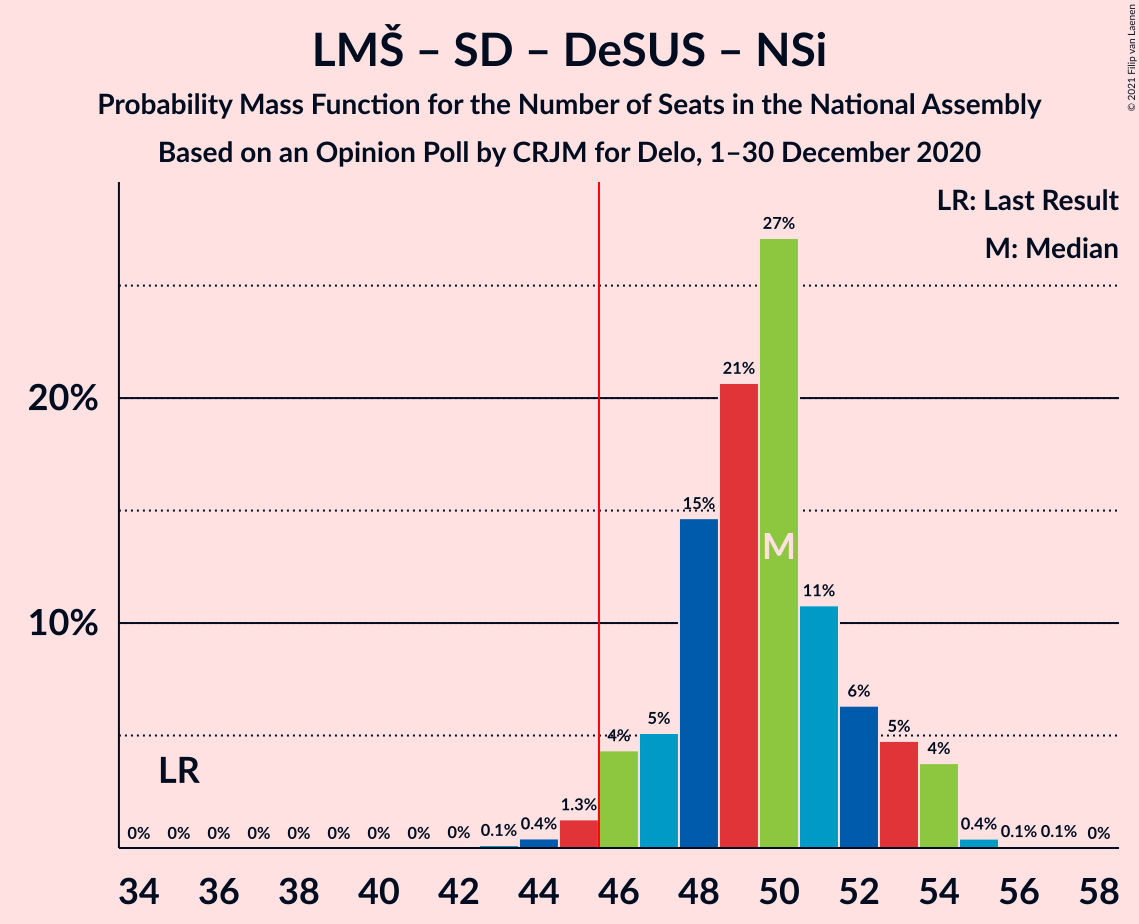 LMŠ – SD – DeSUS – NSi
Probability Mass Function for the Number of Seats in the National Assembly
Based on an Opinion Poll by CRJM for Delo, 1–30 December 2020
© 2021 Filip van Laenen
LR: Last Result
M: Median
20%
10%
LR
M
0% 0% 0% 0% 0% 0% 0% 0% 0% 0.1% 0.4% 1.3% 4% 5% 15% 21% 27% 11% 6% 5% 4% 0.4% 0.1% 0.1% 0%
34 36 38 40 42 44 46 48 50 52 54 56 58